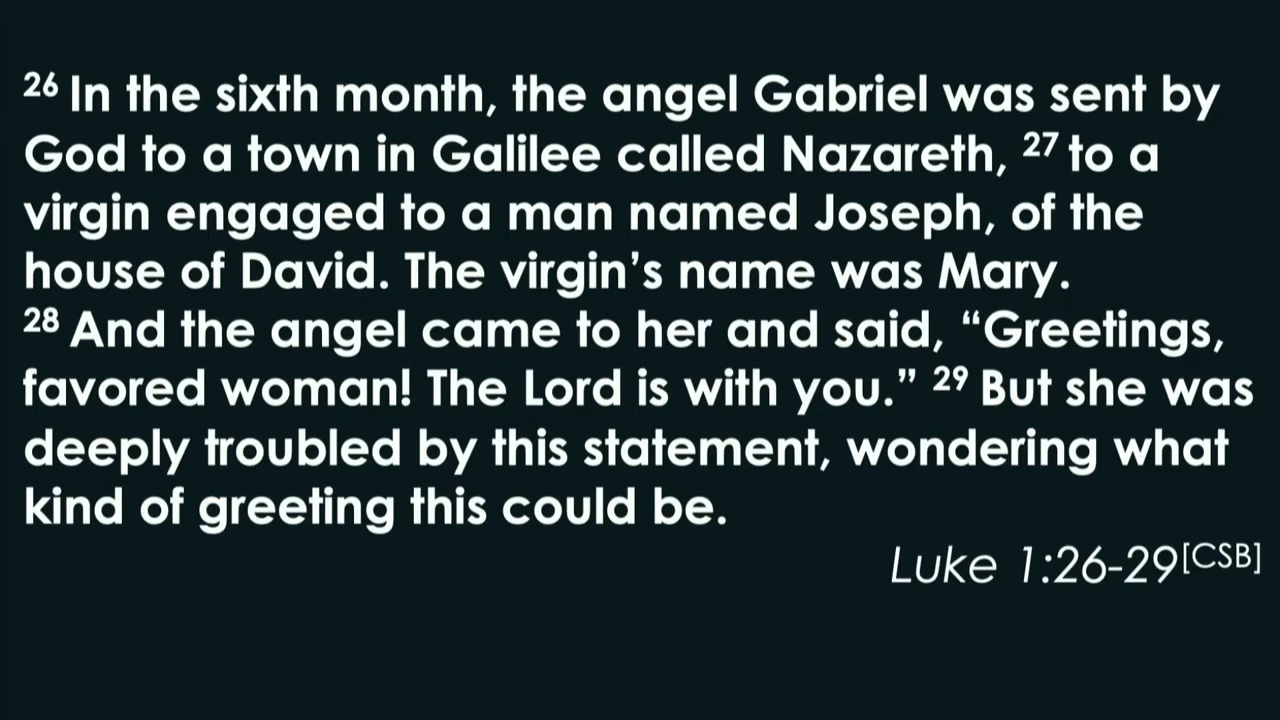 26 In the sixth month, the angel Gabriel was sent by
God to a town in Galilee called Nazareth, 27 to a
virgin engaged to a man named Joseph, of the
house of David. The virgin’s name was Mary.
28 And the angel came to her and said, “Greetings,
favored woman! The Lord is with you.” 29 But she was
deeply troubled by this statement, wondering what
kind of greeting this could be.
Luke 1:26-29[CSB]